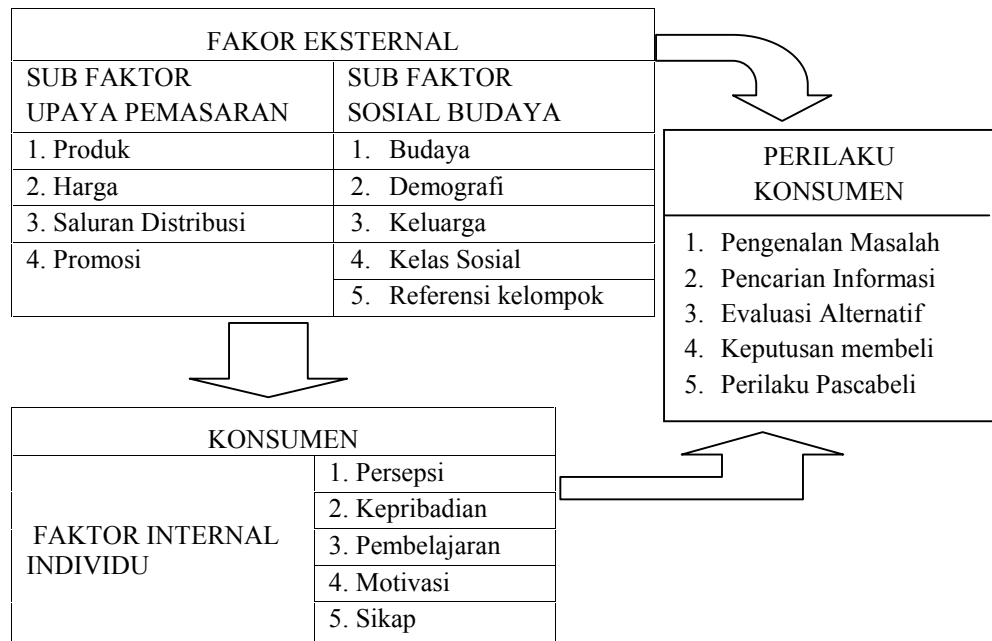 FAKOR EKSTERNAL
SUB FAKTOR
UPAYA PEMASARAN
SUB FAKTOR
SOSIAL BUDAYA
1. Produk
1. Budaya
2. Harga
2. Demografi
3. Saluran Distribusi
3. Keluarga
4. Promosi
4. Kelas Sosial
5. Referensi kelompok
PERILAKU
KONSUMEN
1. Pengenalan Masalah
2. Pencarian Informasi
3. Evaluasi Alternatif
4. Keputusan membeli
5. Perilaku Pascabeli
KONSUMEN
FAKTOR INTERNAL
INDIVIDU
1. Persepsi
2. Kepribadian
3. Pembelajaran
4. Motivasi
5. Sikap